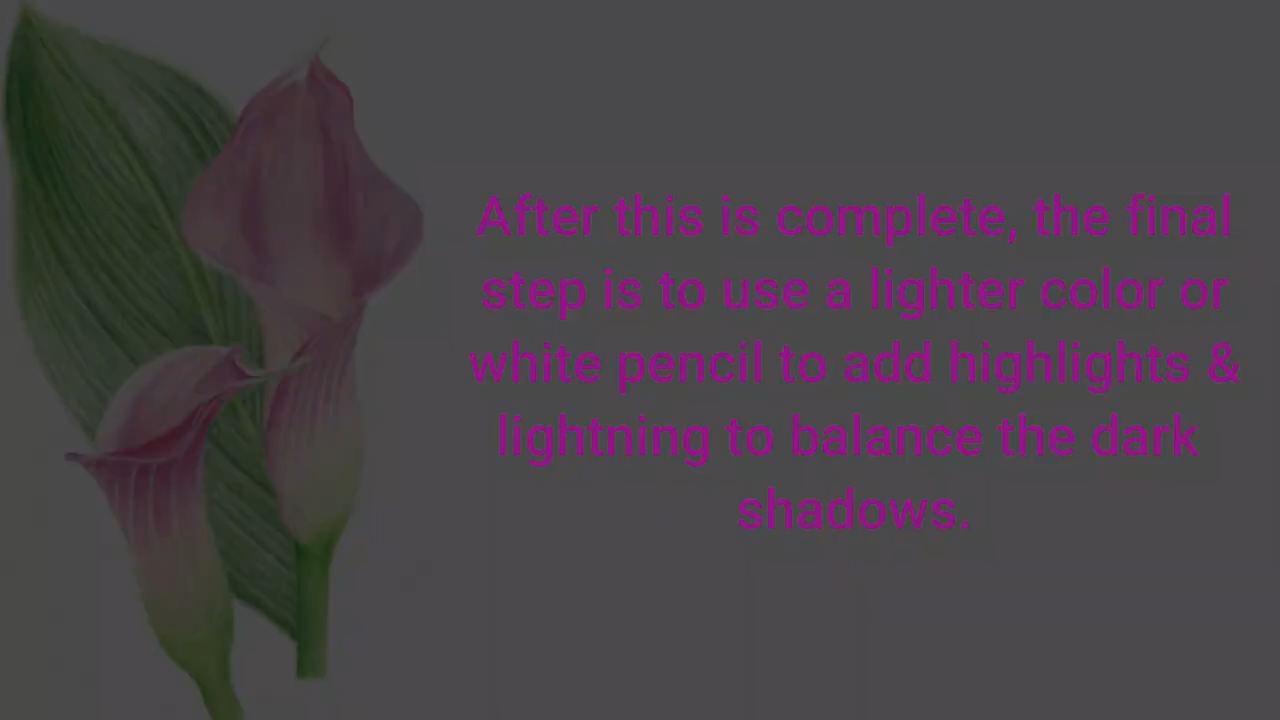 After this is complete, the final
step is to use a lighter color or
white pencil to add highlights &
lightning to balance the dark
shadows.